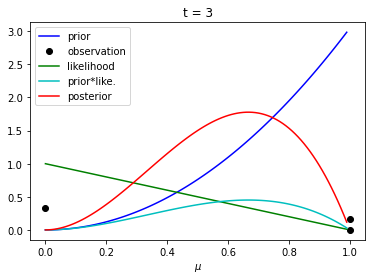 t = 3
3.0
2.5
2.0
1.5
1.0
0.5
0.0
prior
observation
likelihood
prior*like.
posterior
0.0 0.2 0.4 0.6 0.8 1.0
μ